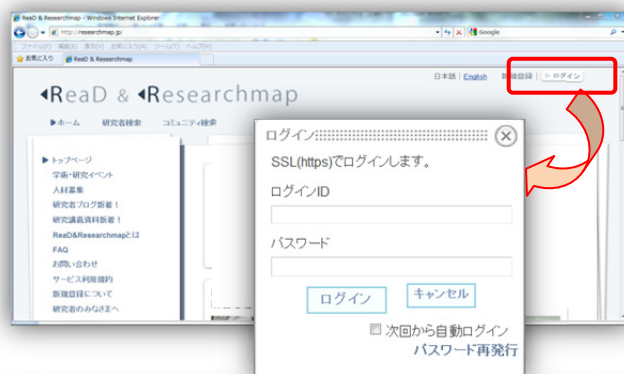 ReaD & Researchmap - Windows Internet Explorer
http://researchmap.jp/
Google
ファイル(F) 編集(E) 表示(V) お気に入り(A) ツール(T) ヘルプ(H)
お気に入り ReaD & Researchmap
日本語 | English 新規登録 | ログイン
ReaD & Researchmap
ホーム 研究者検索 コミュニティ検索
トップページ
学術・研究イベント
人材募集
研究者ブログ新着!
研究講義資料新着!
ReaD&Researchmapとは
FAQ
お問い合わせ
サービス利用規約
新規登録について
研究者のみなさまへ
ログイン
SSL(https)でログインします。
ログインID
パスワード
ログイン キャンセル
次回から自動ログイン
パスワード再発行